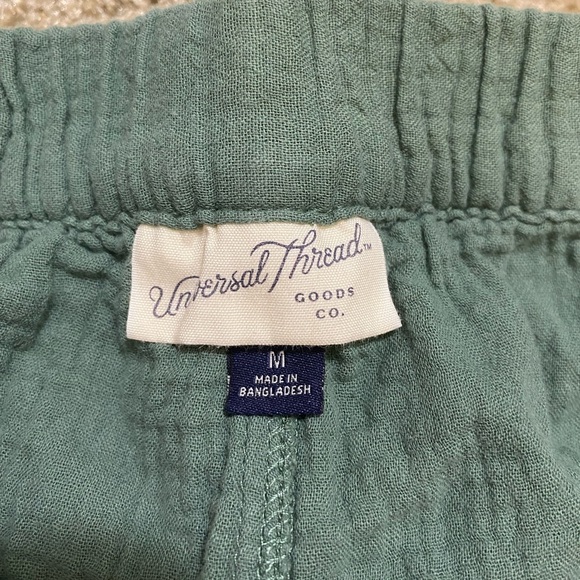 Universal Thread™
GOODS
CO.
M
MADE IN
BANGLADESH